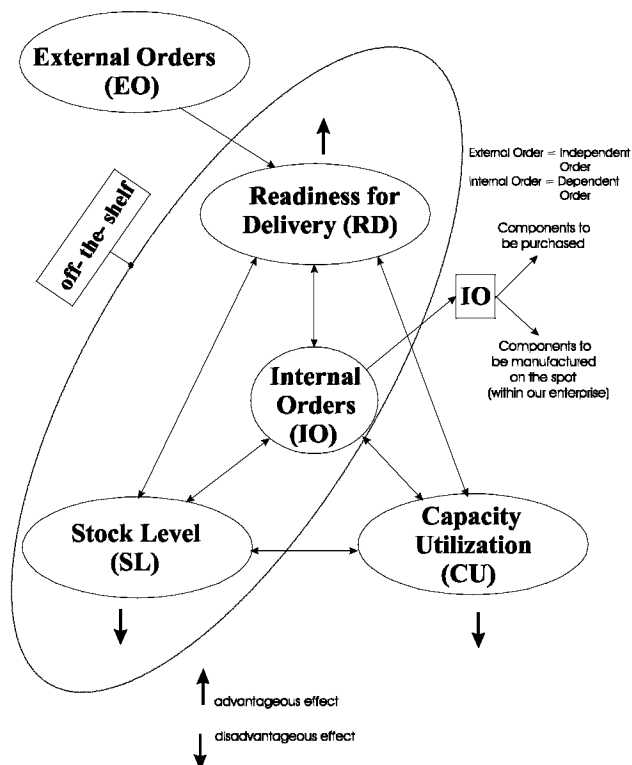 External Orders
(EO)
External Order = Independent
Order
Internal Order = Dependent
Order
Readiness for
Delivery (RD)
off- the- shelf
Components to
be purchased
IO
Components to
be manufactured
on the spot
(within our enterprise)
Internal
Orders
(IO)
Stock Level
(SL)
Capacity
Utilization
(CU)
advantageous effect
disadvantageous effect